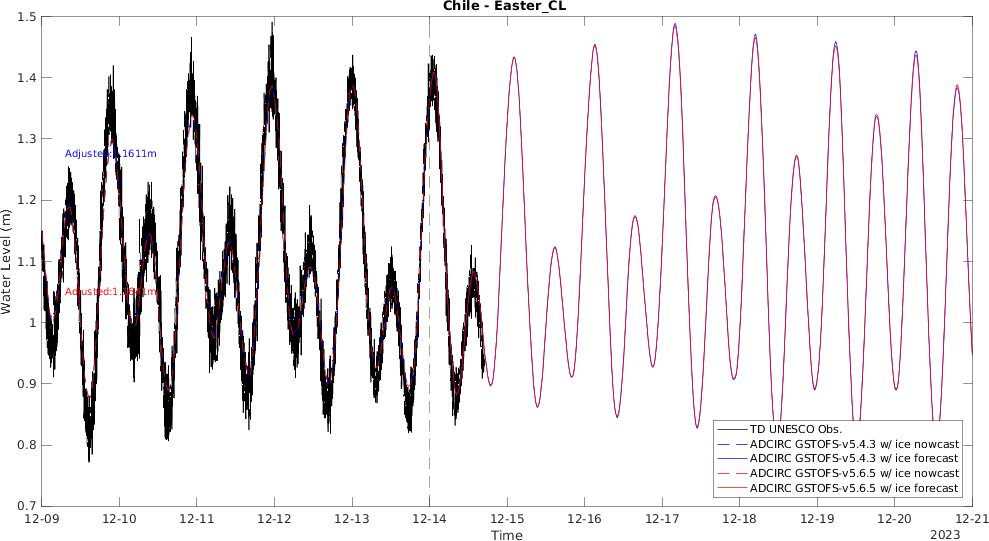 Chile - Easter_CL
1.5
1.4
1.3
1.2
1.1
1
0.9
0.8
0.7
Water Level (m)
Adjusted:
Adjusted:1.
TD UNESCO Obs.
ADCIRC GSTOFS-v5.4.3 w/ ice nowcast
ADCIRC GSTOFS-v5.4.3 w/ ice forecast
ADCIRC GSTOFS-v5.6.5 w/ ice nowcast
ADCIRC GSTOFS-v5.6.5 w/ ice forecast
12-09 12-10 12-11 12-12 12-13 12-14 12-15 12-16 12-17 12-18 12-19 12-20 12-21
Time
2023